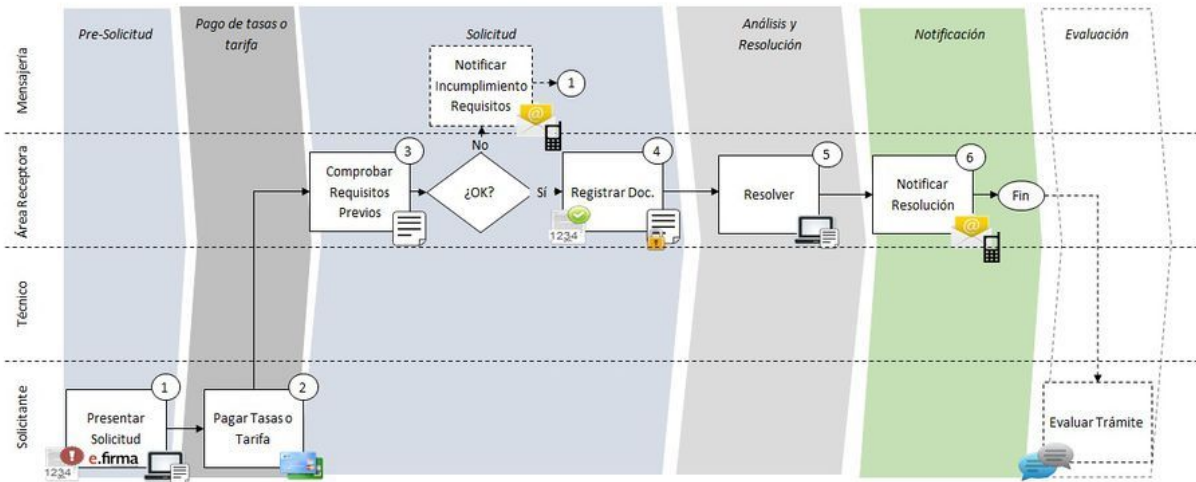 Pre-Solicitud
Pago de tasas o
tarifa
Solicitud
Análisis y
Resolución
Notificación
Evaluación
Mensajería
Notificar
Incumplimiento
Requisitos
1
No
Área Receptora
3
Comprobar
Requisitos
Previos
¿OK?
Sí
4
Registrar Doc.
1234
5
Resolver
6
Notificar
Resolución
Fin
Técnico
Solicitante
1
Presentar
Solicitud
1234
e.firma
2
Pagar Tasas o
Tarifa
Evaluar Trámite